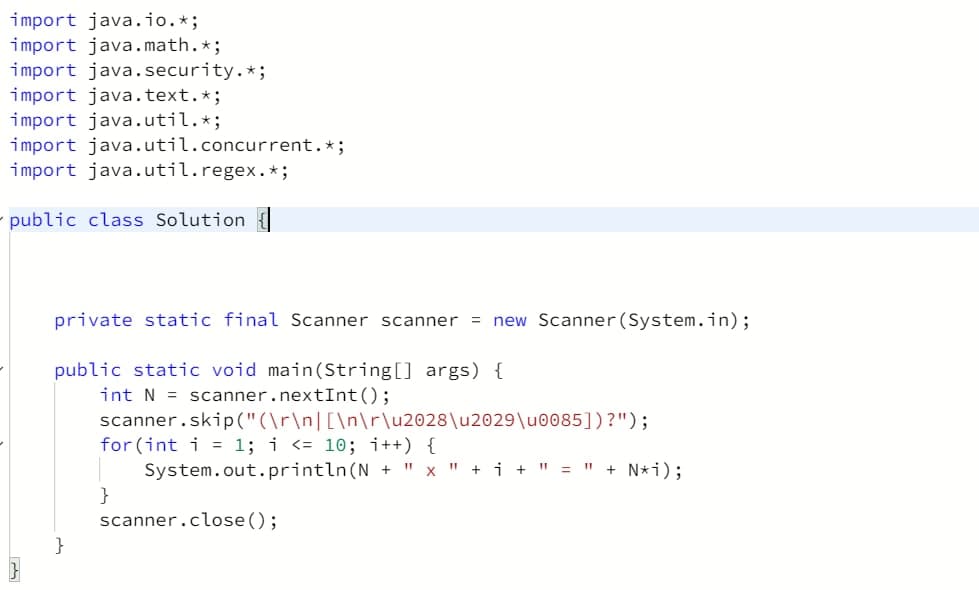 import java.io.*;
import java.math.*;
import java.security.*;
import java.text.*;
import java.util.*;
import java.util.concurrent.*;
import java.util.regex.*;
public class Solution {
private static final Scanner scanner = new Scanner(System.in);
public static void main(String[] args) {
int N = scanner.nextInt();
scanner.skip("(\r\n|[\n\r\u2028\u2029\u0085])?");
for(int i = 1; i <= 10; i++) {
System.out.println(N + " x " + i + " = " + N*i);
}
scanner.close();
}
}